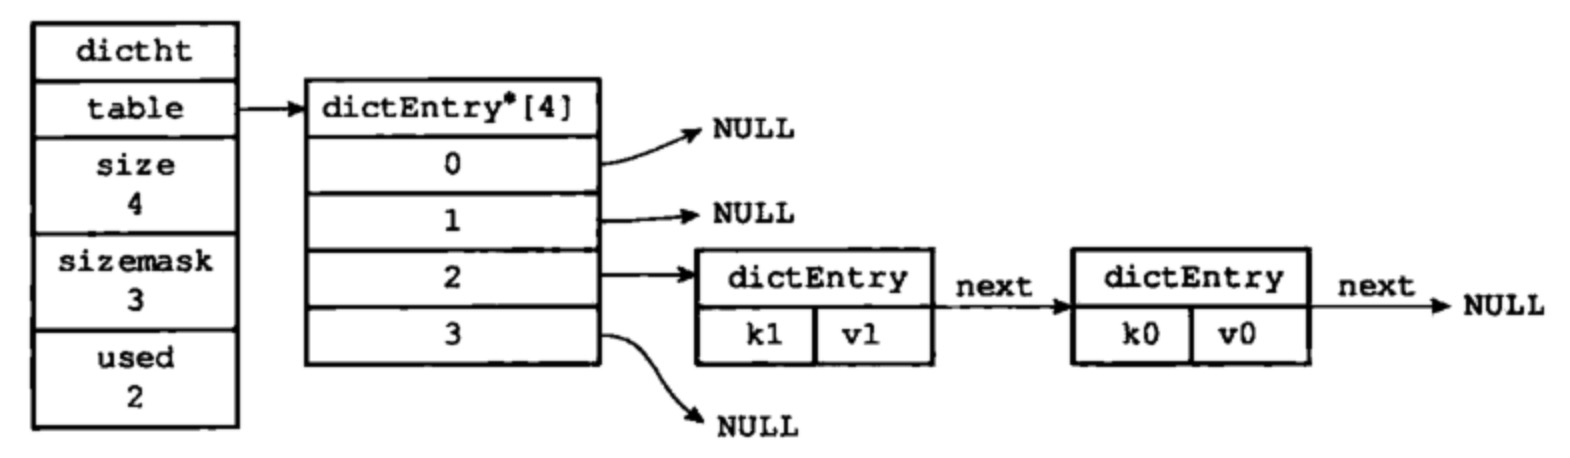 dictht
table
size
4
sizemask
3
used
2
dictEntry*[4]
0
1
2
3
NULL
NULL
dictEntry
k1 v1
next
dictEntry
k0 v0
next
NULL
NULL